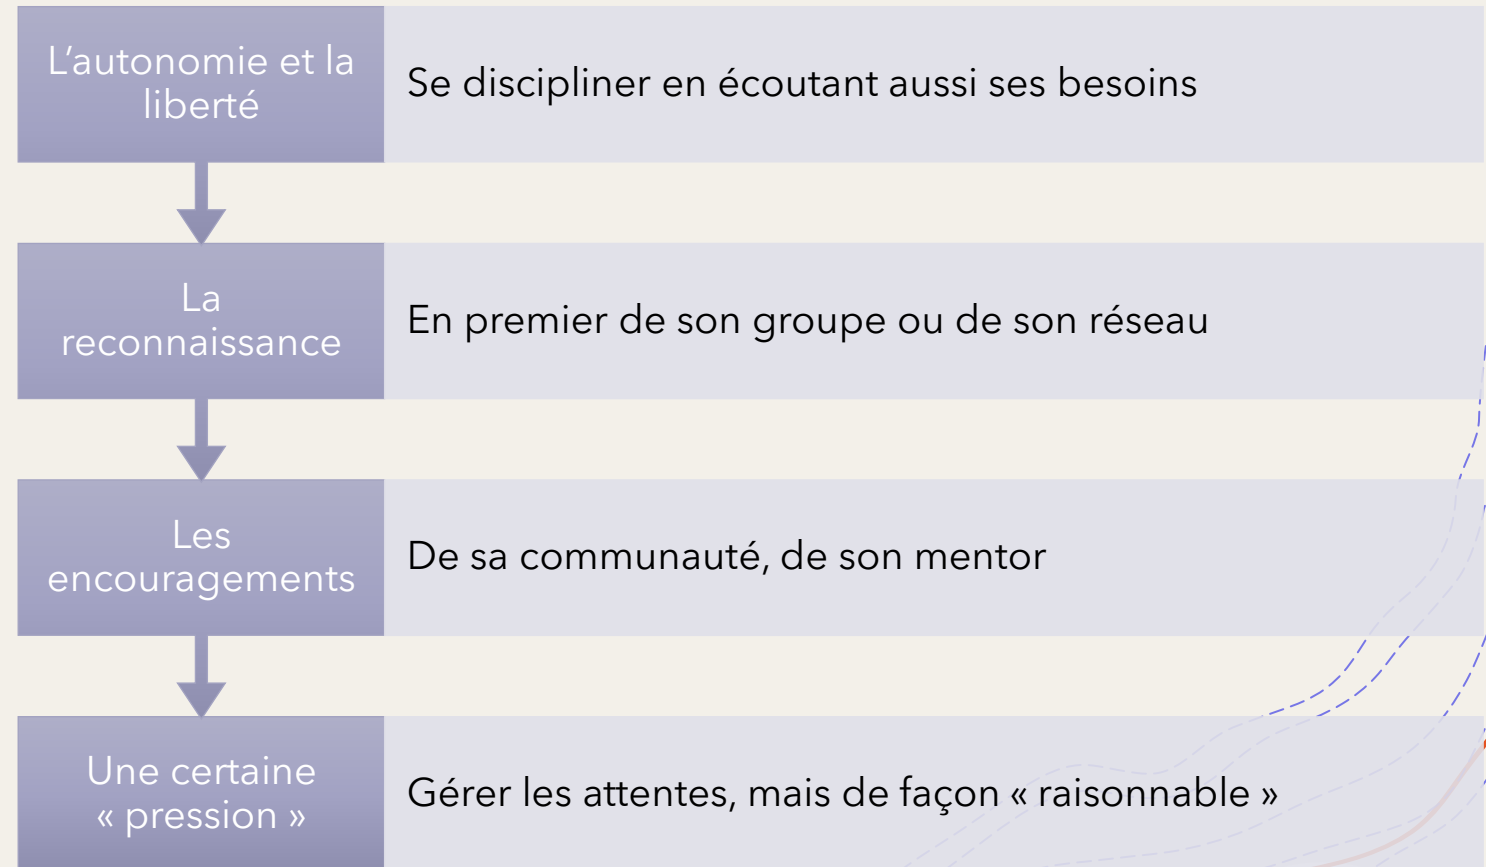 L’autonomie et la
liberté
Se discipliner en écoutant aussi ses besoins
La
reconnaissance
En premier de son groupe ou de son réseau
Les
encouragements
De sa communauté, de son mentor
Une certaine
« pression »
Gérer les attentes, mais de façon « raisonnable »